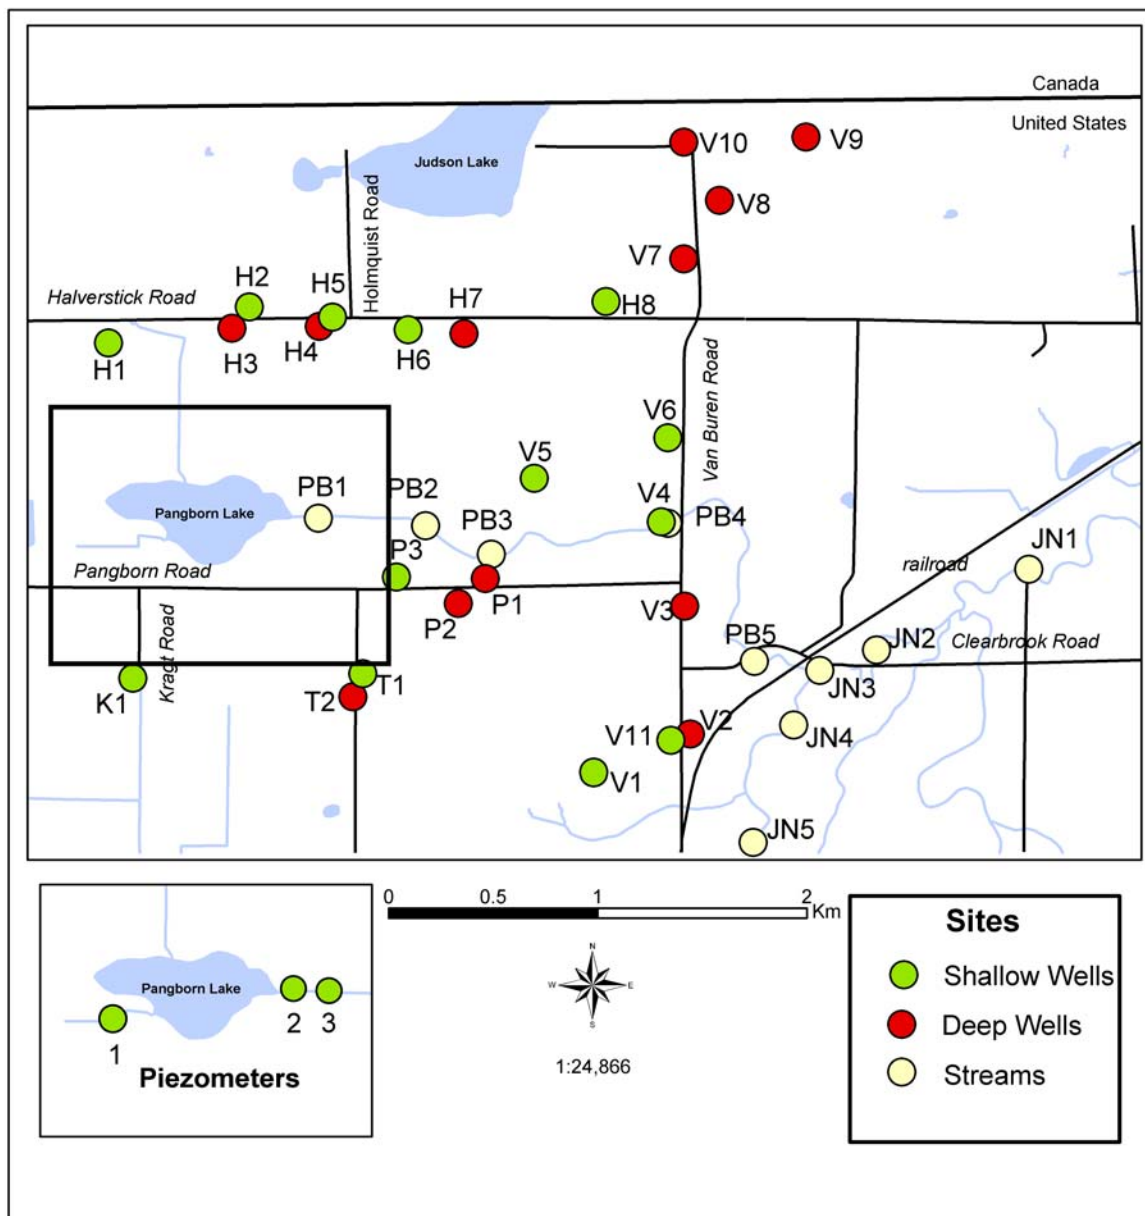 Canada
United States
Judson Lake
V10
V9
V8
V7
Holmquist Road
H2
H5
H7
H8
Halverstick Road
H1
H3
H4
H6
Van Buren Road
V6
V5
PB1
PB2
PB3
V4
PB4
Pangborn Lake
P3
JN1
railroad
Pangborn Road
P1
P2
V3
PB5
JN2
Clearbrook Road
Kragt Road
K1
T1
T2
JN3
V2
V11
JN4
V1
JN5
Pangborn Lake
1
2
3
Piezometers
0 0.5 1 2 Km
N
W E
S
1:24,866
Sites
Shallow Wells
Deep Wells
Streams